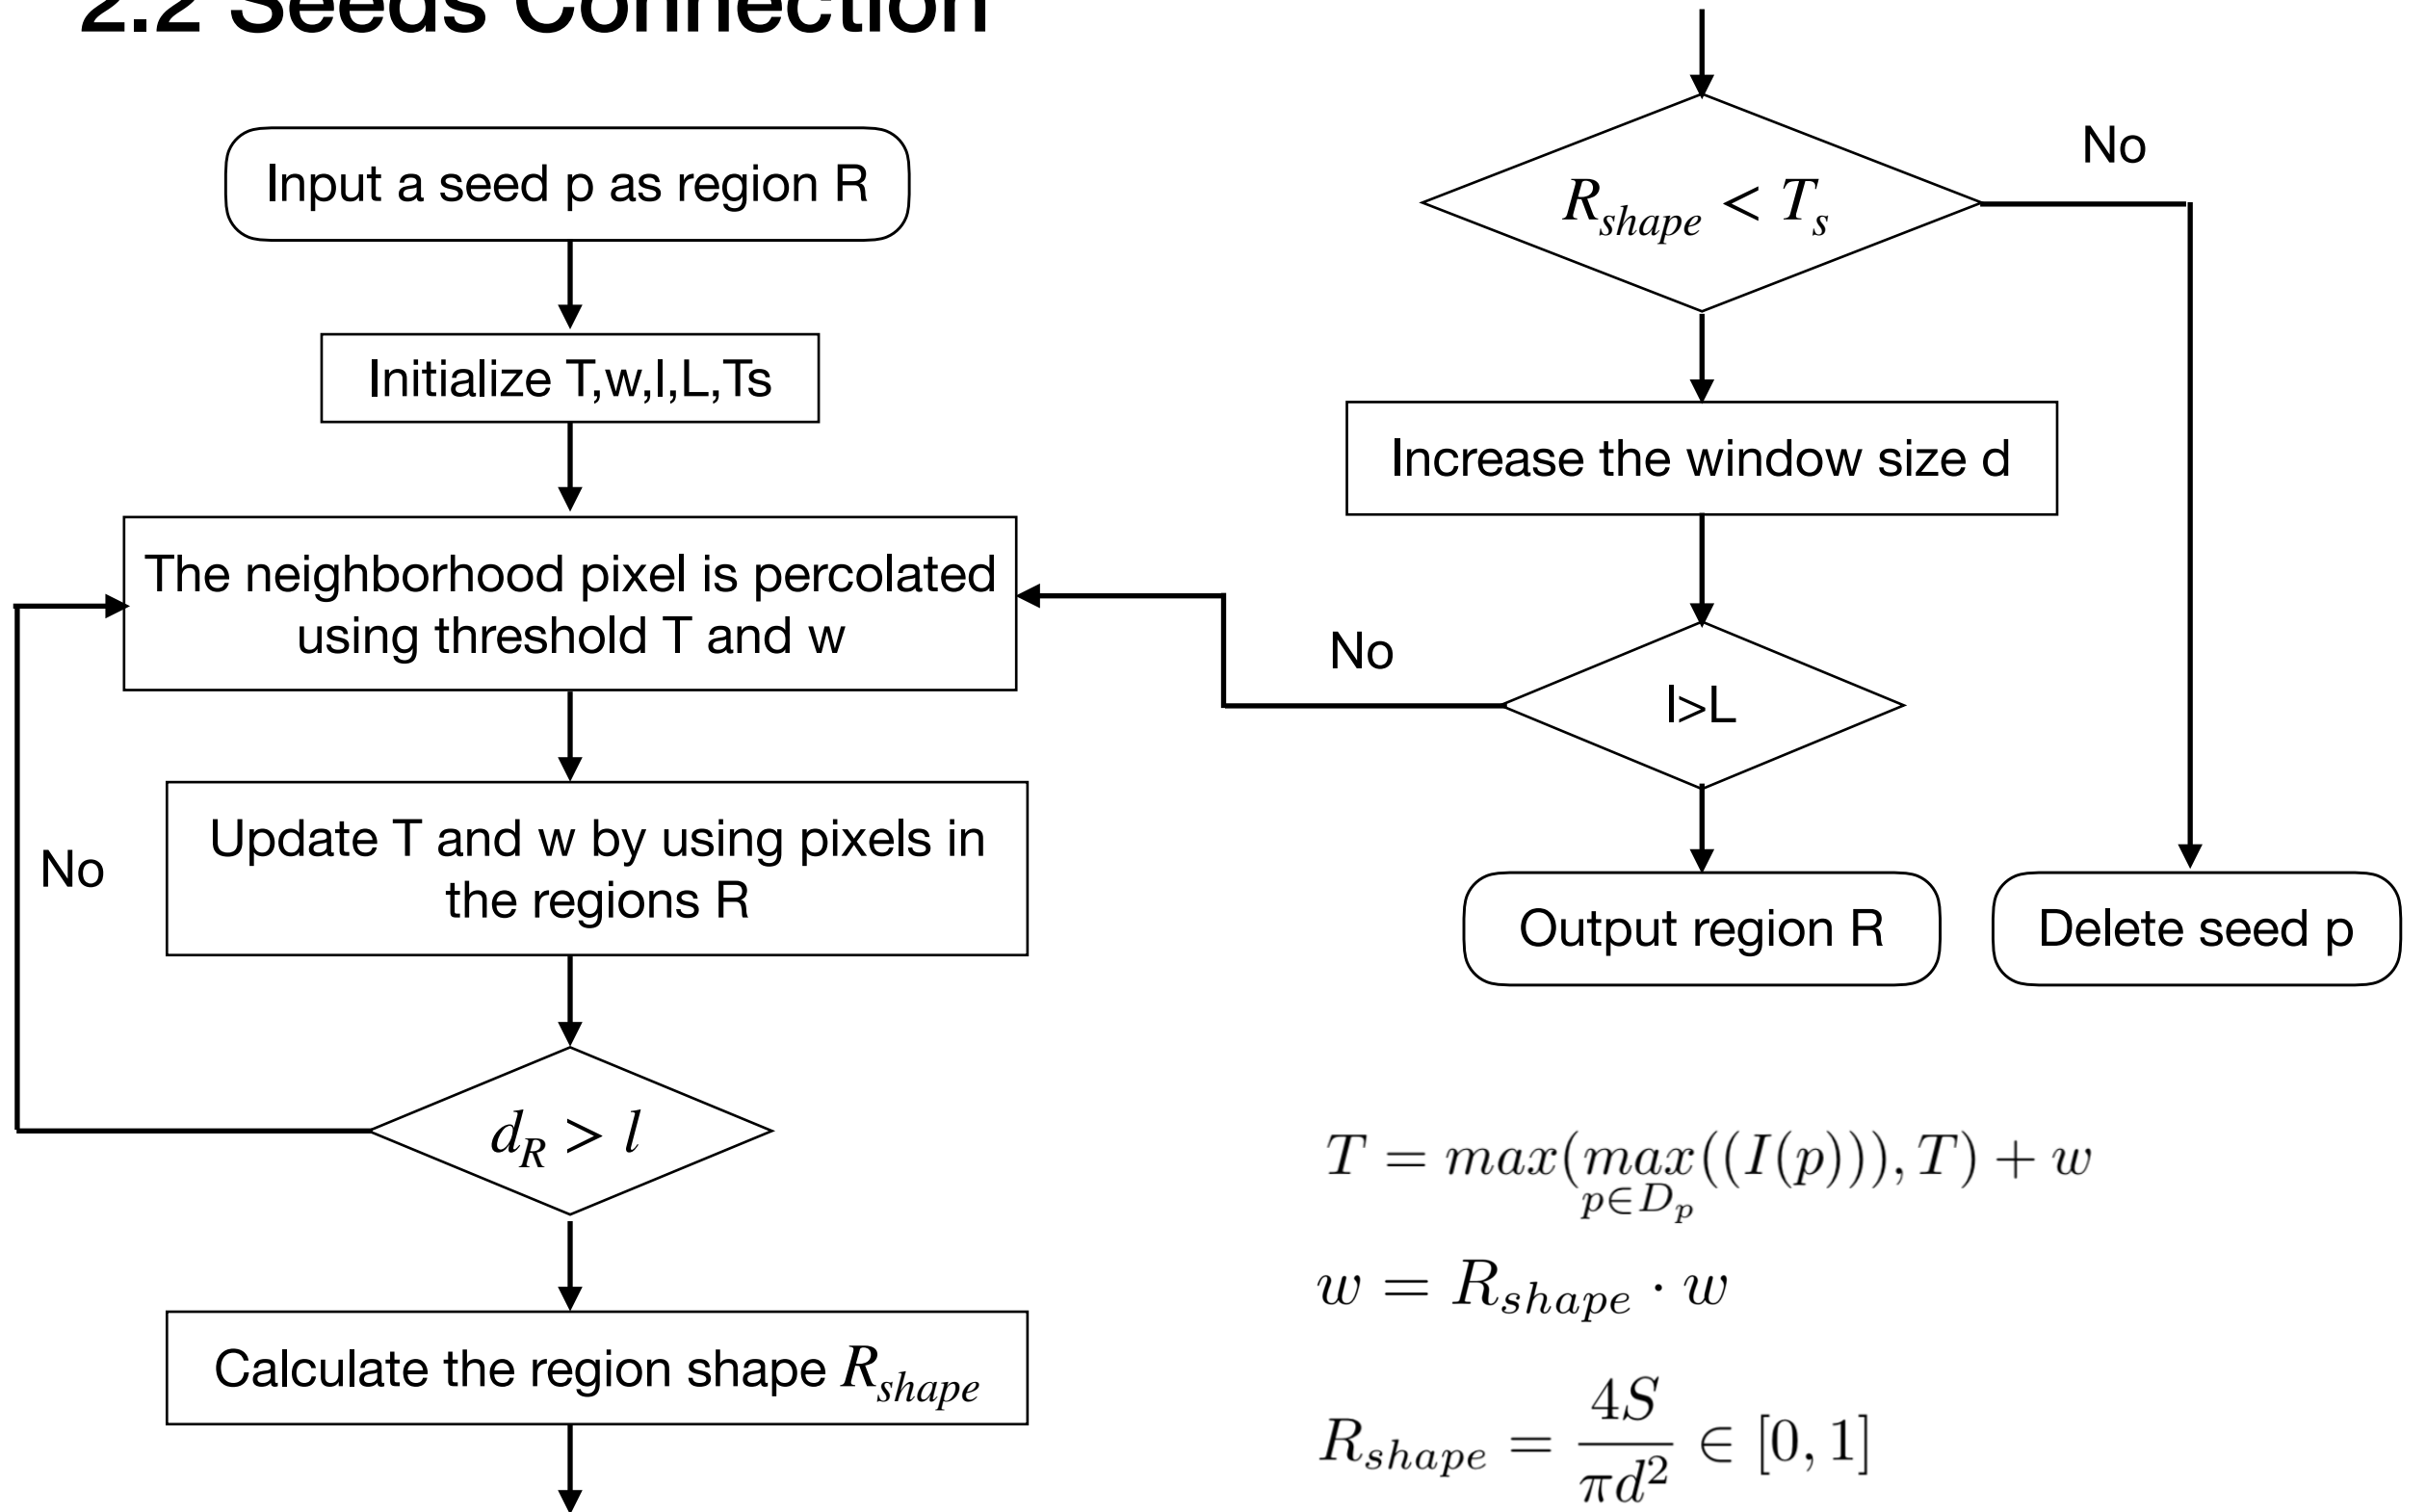 2.2 Seeds Connection
Input a seed p as region R
Initialize T,w,l,L,Ts
The neighborhood pixel is percolated
using threshold T and w
Update T and w by using pixels in
the regions R
No
d_R > l
Calculate the region shape R_shape
R_shape < T_s
No
Increase the window size d
No
l>L
Output region R
Delete seed p
T = max(max_{p∈D_p}((I(p))), T) + w
w = R_shape · w
R_shape = 4S/πd² ∈ [0, 1]